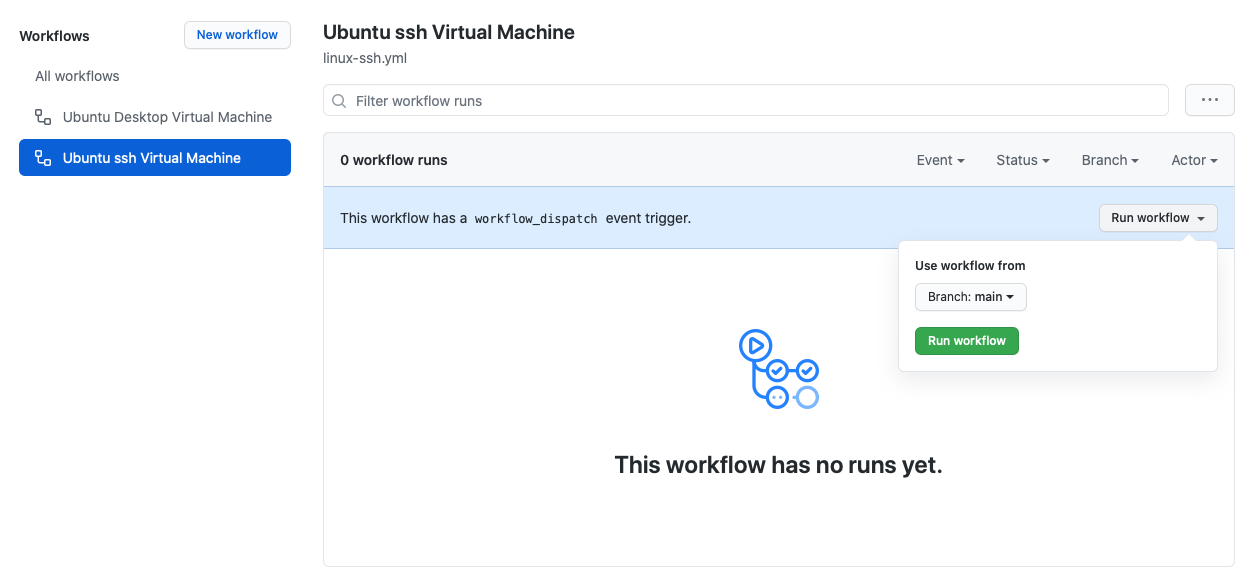 Workflows
New workflow
All workflows
Ubuntu Desktop Virtual Machine
Ubuntu ssh Virtual Machine
Ubuntu ssh Virtual Machine
linux-ssh.yml
Filter workflow runs
0 workflow runs
Event
Status
Branch
Actor
This workflow has a workflow_dispatch event trigger.
Run workflow
Use workflow from
Branch: main
Run workflow
This workflow has no runs yet.